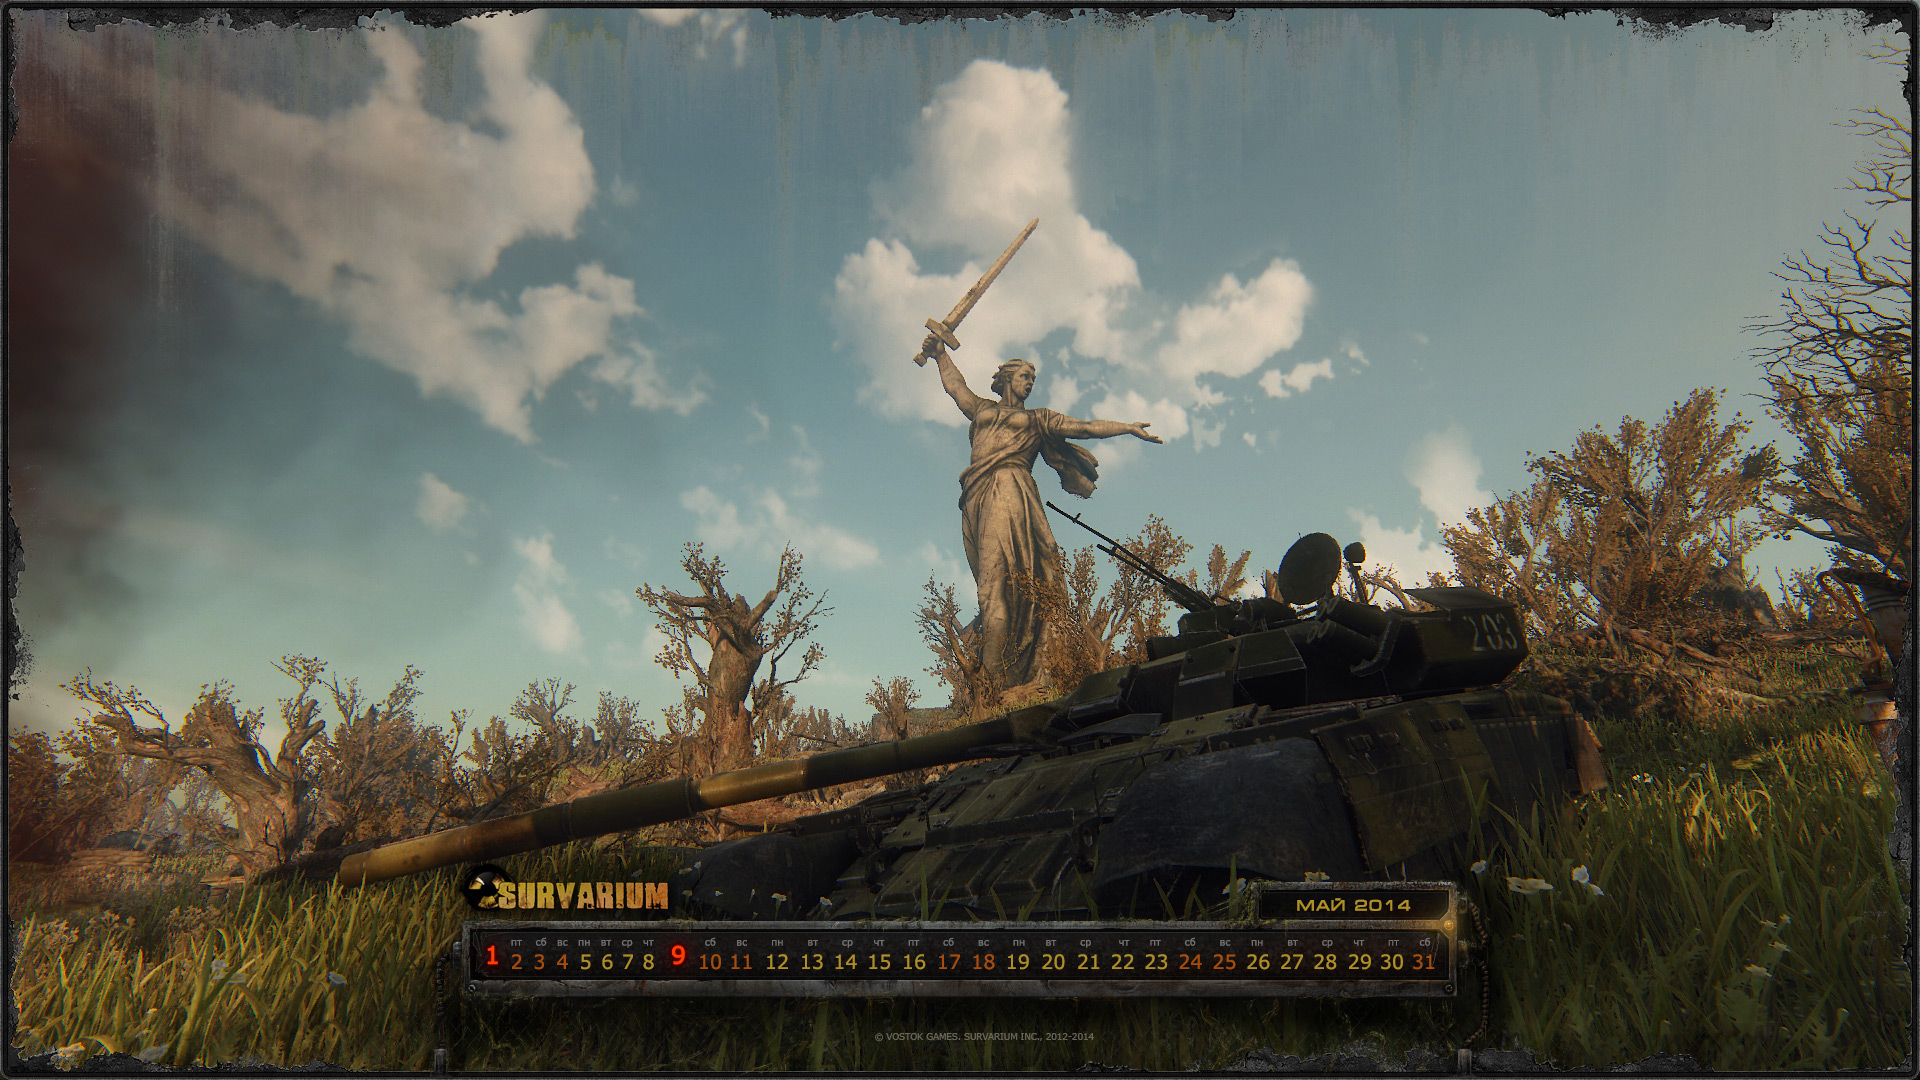 203
SURVARIUM
МАЙ 2014
пт сб вс пн вт ср чт сб вс пн вт ср чт пт сб вс пн вт ср чт пт сб вс пн вт ср чт пт сб
1 2 3 4 5 6 7 8 9 10 11 12 13 14 15 16 17 18 19 20 21 22 23 24 25 26 27 28 29 30 31
© VOSTOK GAMES. SURVARIUM INC., 2012-2014